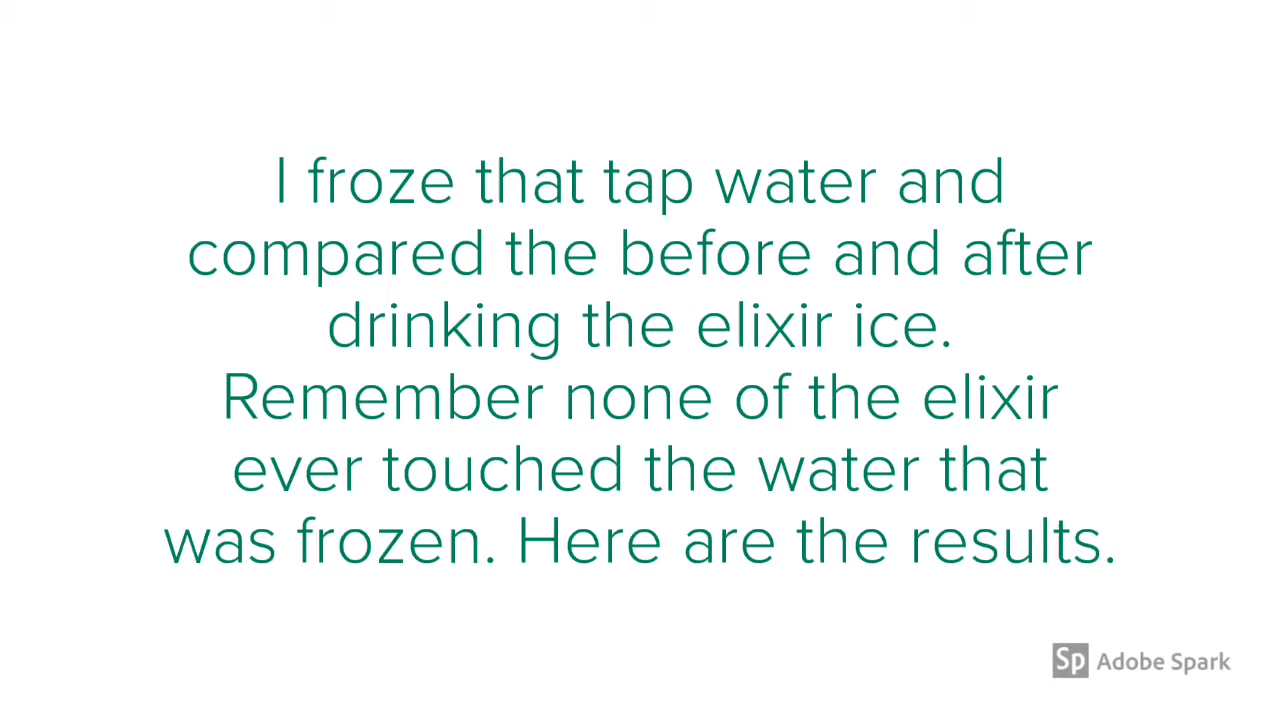 I froze that tap water and
compared the before and after
drinking the elixir ice.
Remember none of the elixir
ever touched the water that
was frozen. Here are the results.
Sp Adobe Spark